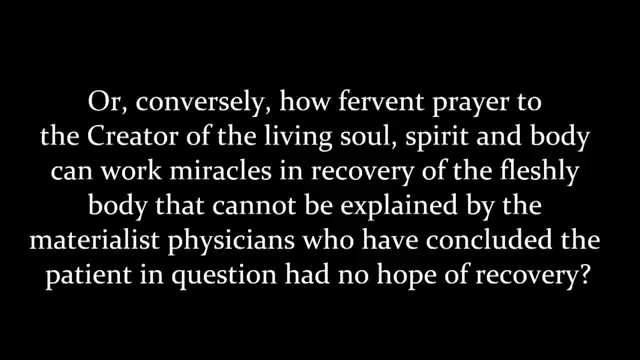 Or, conversely, how fervent prayer to
the Creator of the living soul, spirit and body
can work miracles in recovery of the fleshly
body that cannot be explained by the
materialist physicians who have concluded the
patient in question had no hope of recovery?